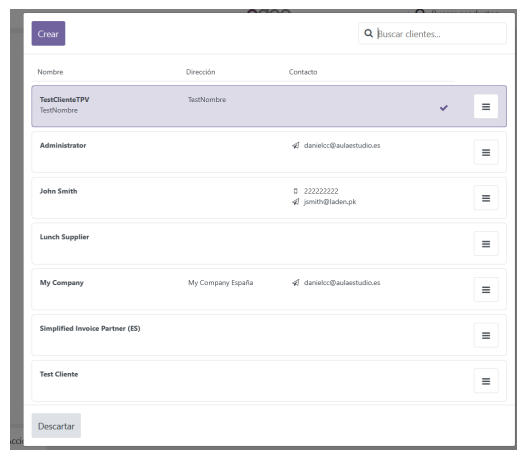 Crear
Buscar clientes...
Nombre Dirección Contacto
TestClienteTPV TestNombre
TestNombre
Administrator danielcc@aulaestudio.es
John Smith 222222222
jsmith@laden.pk
Lunch Supplier
My Company My Company España danielcc@aulaestudio.es
Simplified Invoice Partner (ES)
Test Cliente
Descartar